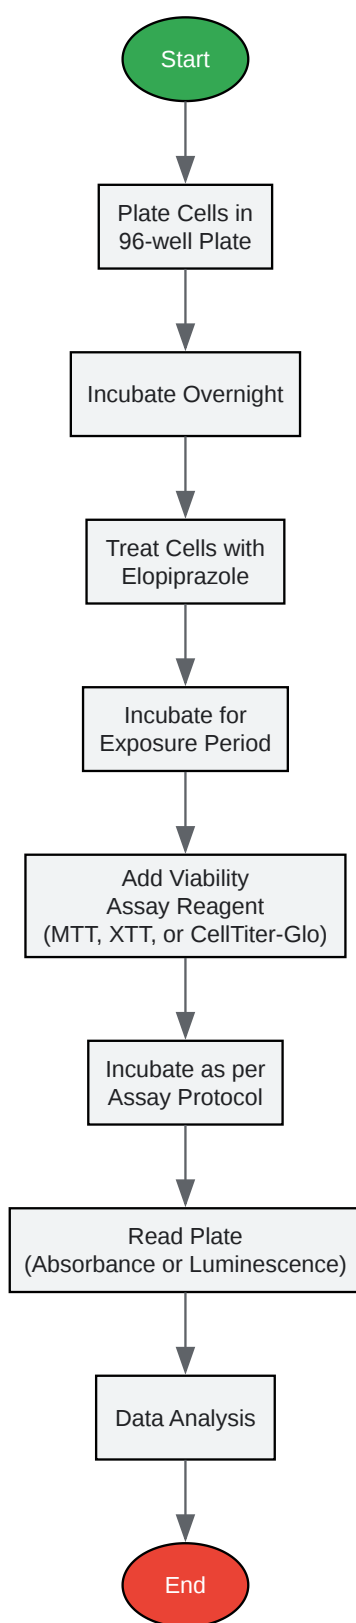 Start
Plate Cells in
96-well Plate
Incubate Overnight
Treat Cells with
Elopiprazole
Incubate for
Exposure Period
Add Viability
Assay Reagent
(MTT, XTT, or CellTiter-Glo)
Incubate as per
Assay Protocol
Read Plate
(Absorbance or Luminescence)
Data Analysis
End